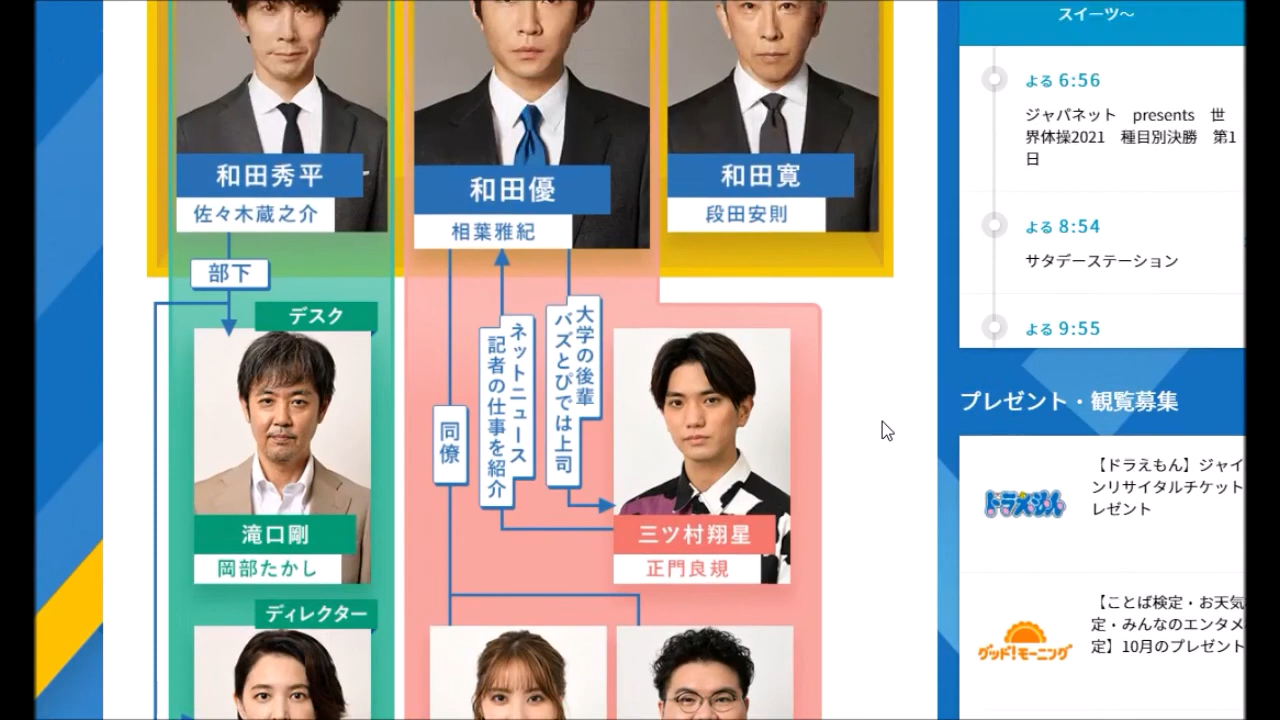 和田秀平
佐々木蔵之介
和田優
相葉雅紀
和田寛
段田安則
部下
デスク
滝口剛
岡部たかし
ディレクター
同僚
ネットニュース
記者の仕事を紹介
大学の後輩
バズとぴでは上司
三ツ村翔星
正門良規
スイーツ～
よる 6:56
ジャパネット　presents　世
界体操2021　種目別決勝　第1
日
よる 8:54
サタデーステーション
よる 9:55
プレゼント・観覧募集
ドラえもん
【ドラえもん】ジャイ
ンリサイタルチケット
レゼント
グッド!モーニング
【ことば検定・お天気
定・みんなのエンタメ
定】10月のプレゼント